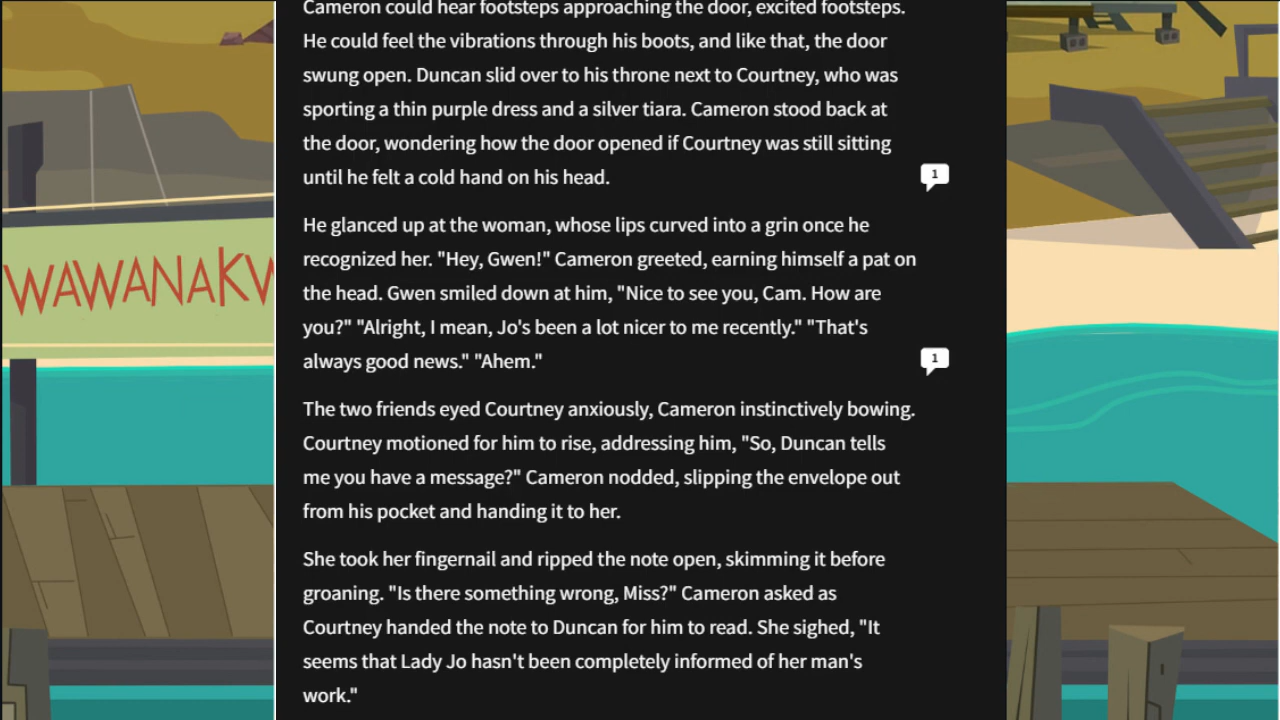 Cameron could hear footsteps approaching the door, excited footsteps.
He could feel the vibrations through his boots, and like that, the door
swung open. Duncan slid over to his throne next to Courtney, who was
sporting a thin purple dress and a silver tiara. Cameron stood back at
the door, wondering how the door opened if Courtney was still sitting
until he felt a cold hand on his head.
1
He glanced up at the woman, whose lips curved into a grin once he
recognized her. "Hey, Gwen!" Cameron greeted, earning himself a pat on
the head. Gwen smiled down at him, "Nice to see you, Cam. How are
you?" "Alright, I mean, Jo's been a lot nicer to me recently." "That's
always good news." "Ahem."
1
The two friends eyed Courtney anxiously, Cameron instinctively bowing.
Courtney motioned for him to rise, addressing him, "So, Duncan tells
me you have a message?" Cameron nodded, slipping the envelope out
from his pocket and handing it to her.
She took her fingernail and ripped the note open, skimming it before
groaning. "Is there something wrong, Miss?" Cameron asked as
Courtney handed the note to Duncan for him to read. She sighed, "It
seems that Lady Jo hasn't been completely informed of her man's
work."
WAWANAKW